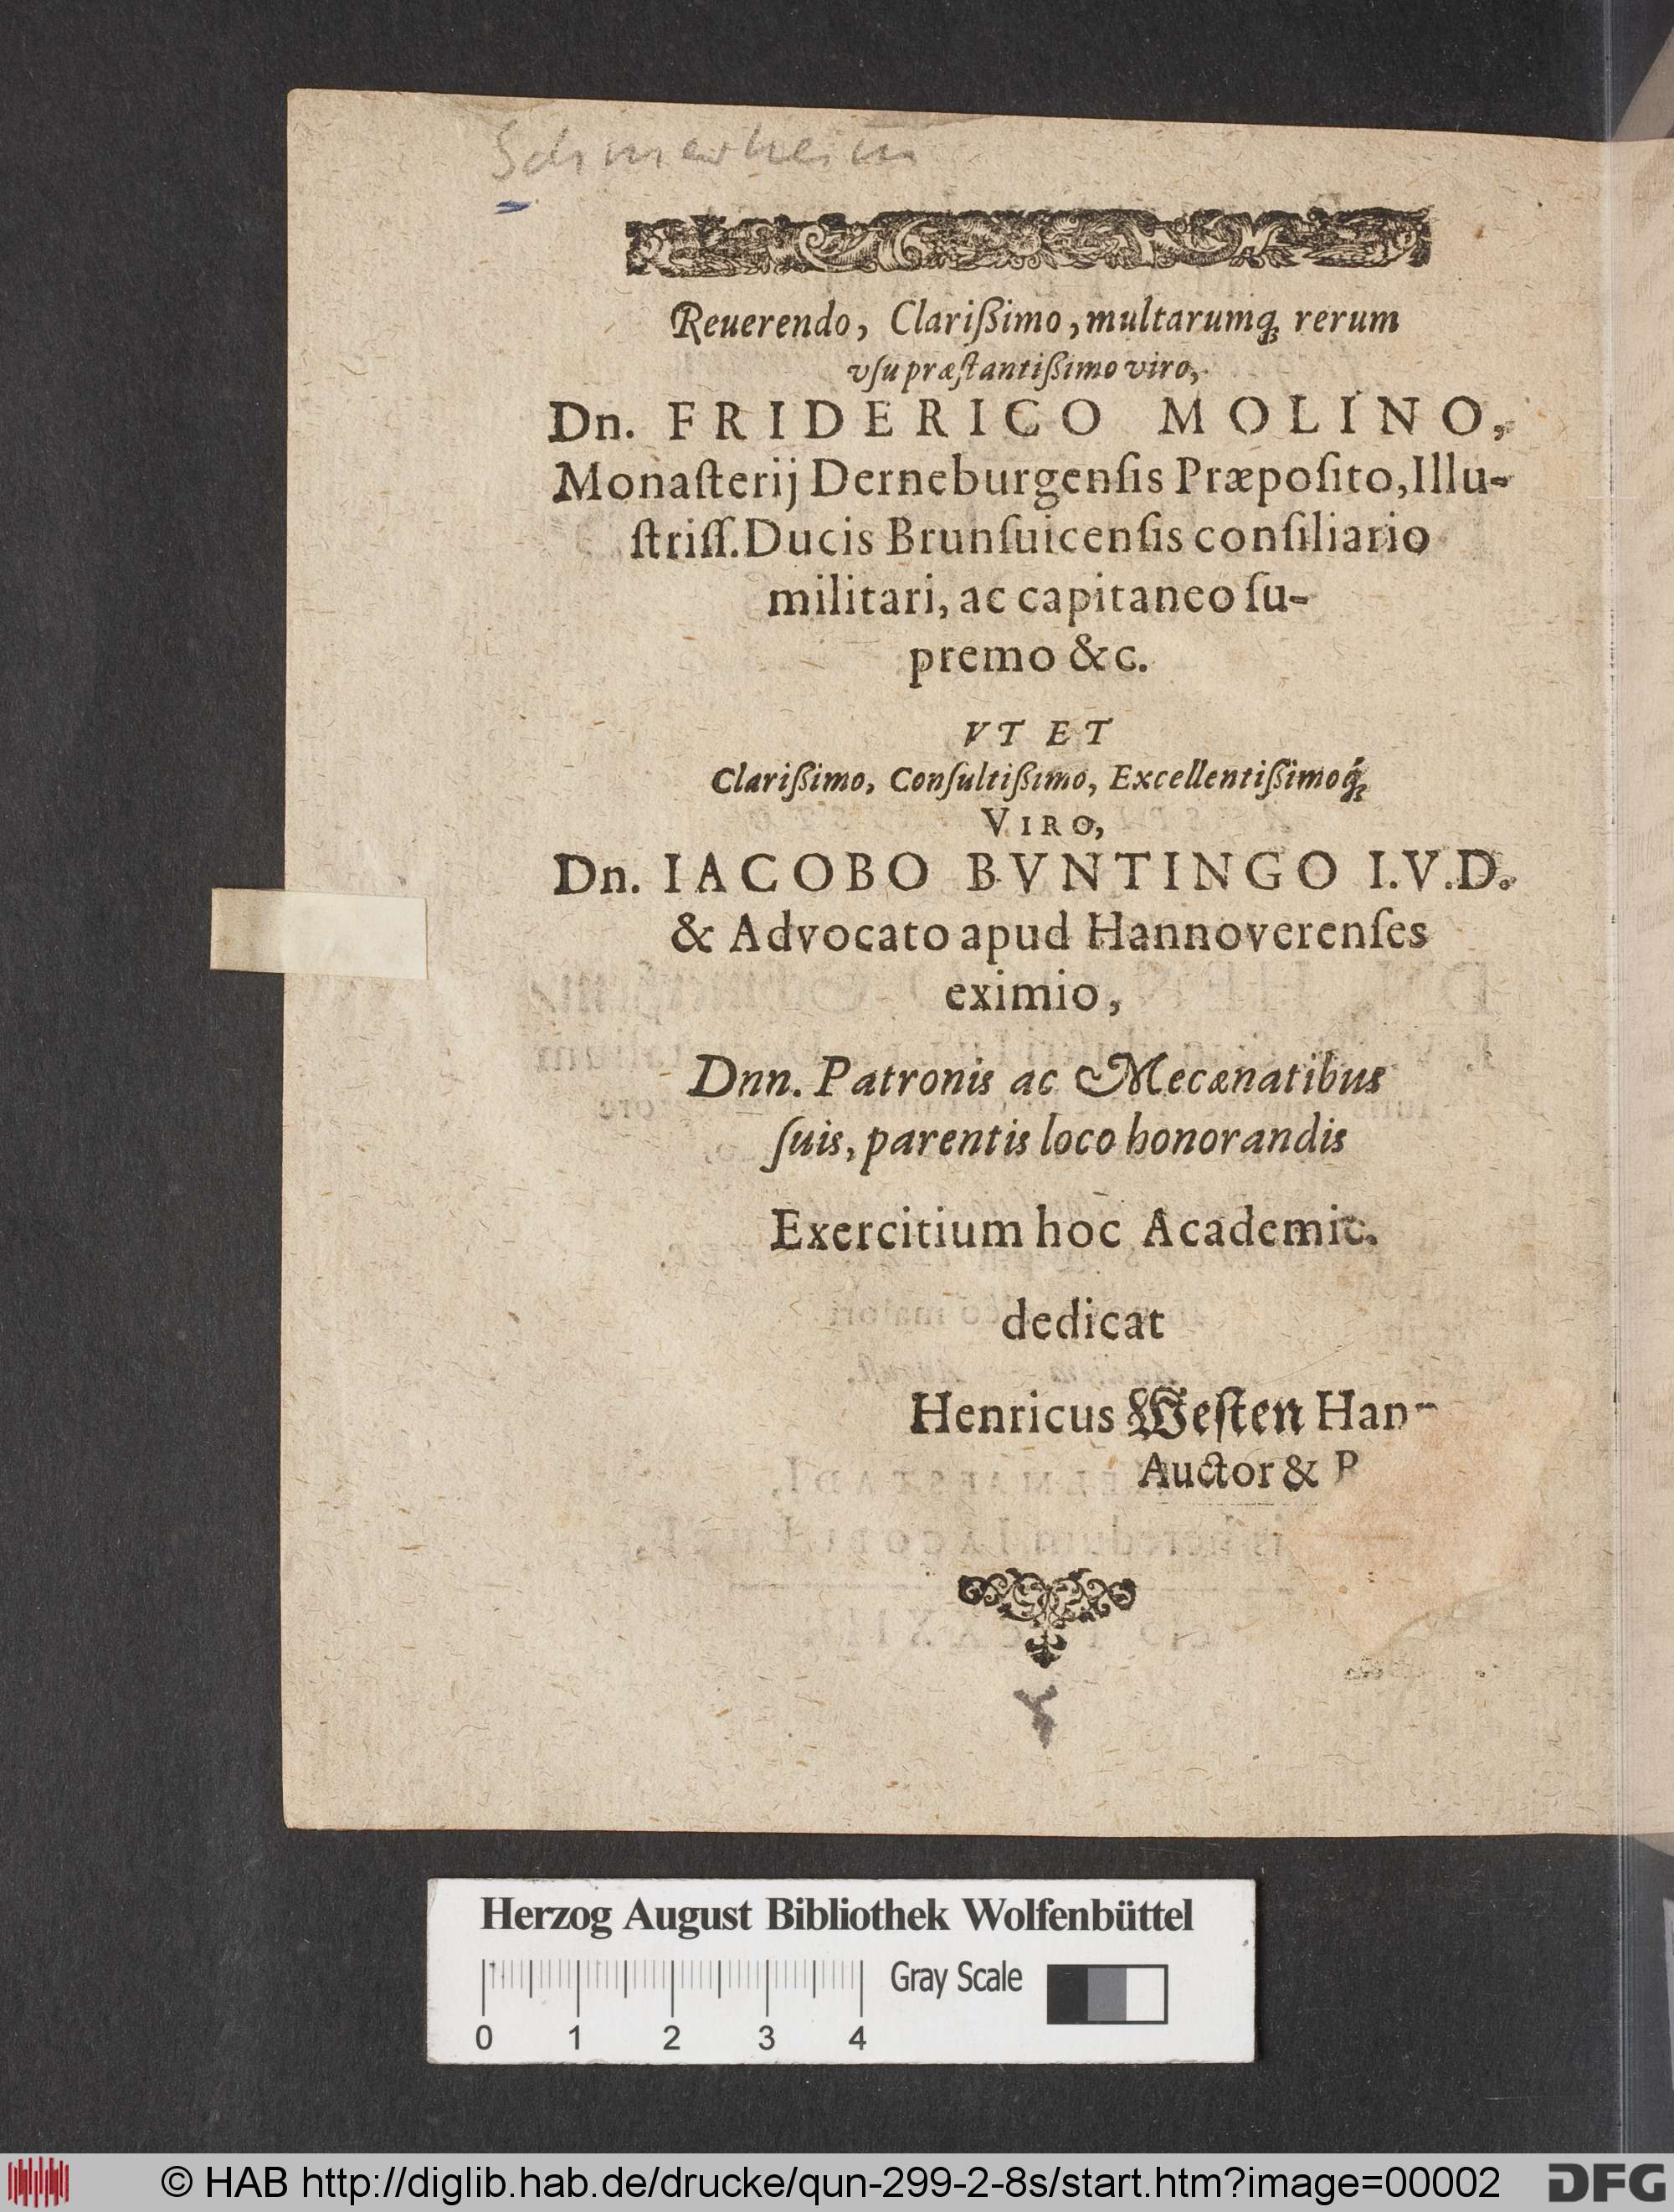 Schmerheim
Reuerendo, Clarißimo, multarumq́; rerum
vſu præſtantißimo viro,
Dn. FRIDERICO MOLINO,
Monaſterij Derneburgenſis Præpoſito, Illu-
ſtriſſ. Ducis Brunſuicenſis conſiliario
militari, ac capitaneo ſu-
premo &c.
VT ET
Clarißimo, Conſultißimo, Excellentißimoq́;
VIRO,
Dn. IACOBO BVNTINGO I.V.D.
& Advocato apud Hannoverenſes
eximio,
Dnn. Patronis ac Mecænatibus
ſuis, parentis loco honorandis
Exercitium hoc Academic.
dedicat
Henricus Weſten Han
Auctor &
Herzog August Bibliothek Wolfenbüttel
Gray Scale
0 1 2 3 4
© HAB http://diglib.hab.de/drucke/qun-299-2-8s/start.htm?image=00002
DFG